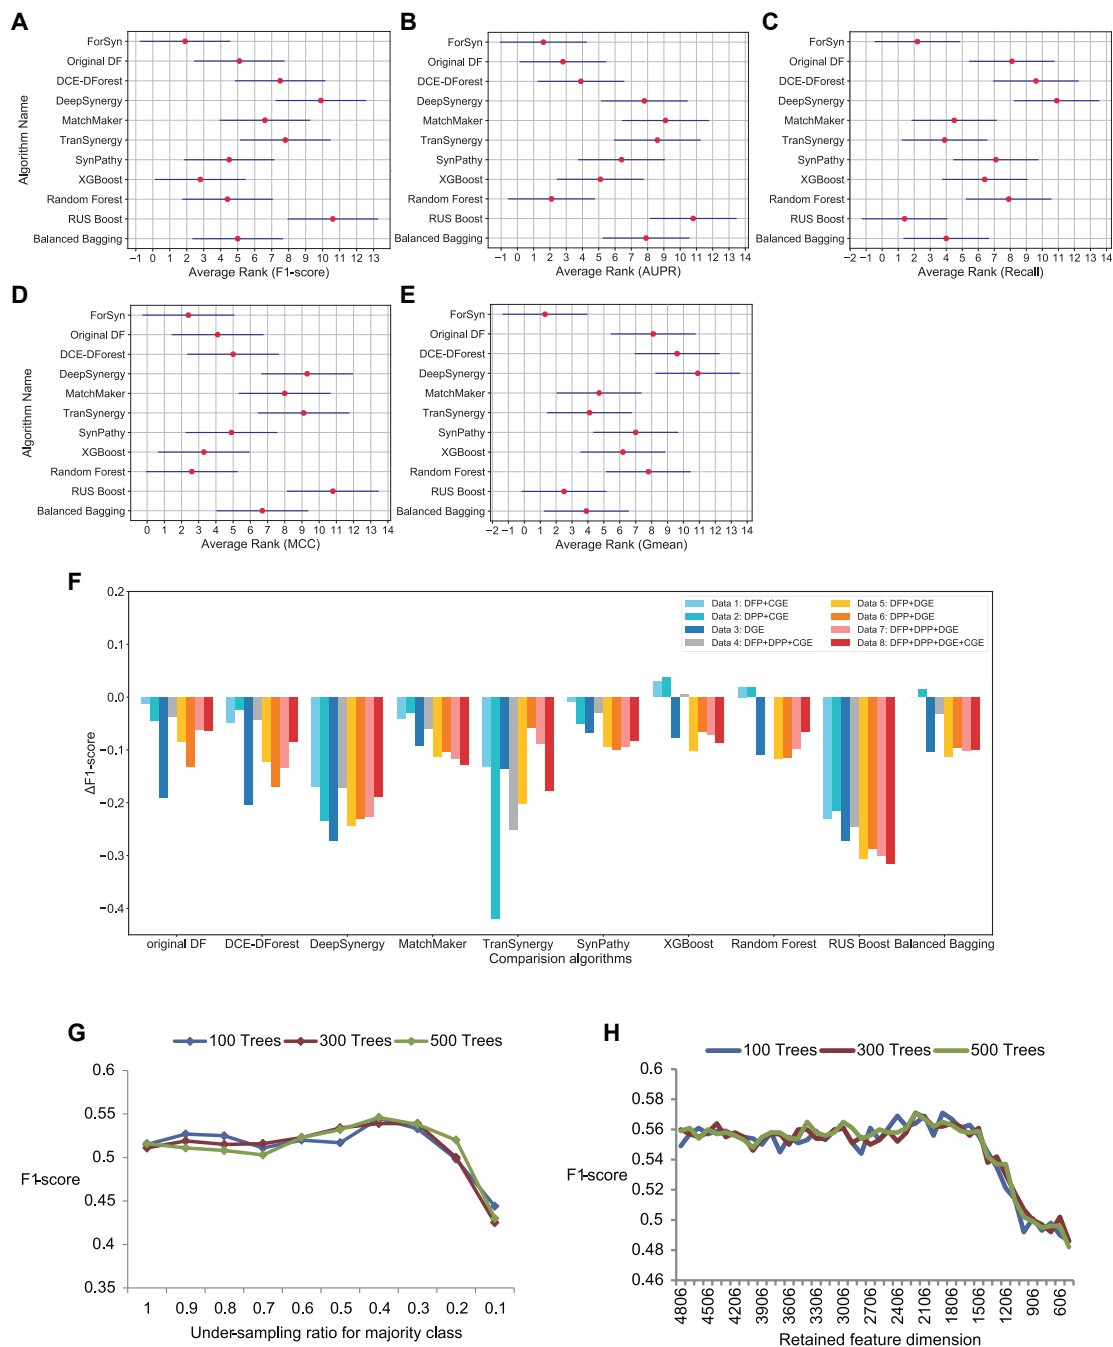 A
Algorithm Name
ForSyn
Original DF
DCE-DForest
DeepSynergy
MatchMaker
TranSynergy
SynPathy
XGBoost
Random Forest
RUS Boost
Balanced Bagging
−1 0 1 2 3 4 5 6 7 8 9 10 11 12 13
Average Rank (F1-score)
B
ForSyn
Original DF
DCE-DForest
DeepSynergy
MatchMaker
TranSynergy
SynPathy
XGBoost
Random Forest
RUS Boost
Balanced Bagging
−1 0 1 2 3 4 5 6 7 8 9 10 11 12 13 14
Average Rank (AUPR)
C
ForSyn
Original DF
DCE-DForest
DeepSynergy
MatchMaker
TranSynergy
SynPathy
XGBoost
Random Forest
RUS Boost
Balanced Bagging
−2 −1 0 1 2 3 4 5 6 7 8 9 10 11 12 13 14
Average Rank (Recall)
D
Algorithm Name
ForSyn
Original DF
DCE-DForest
DeepSynergy
MatchMaker
TranSynergy
SynPathy
XGBoost
Random Forest
RUS Boost
Balanced Bagging
0 1 2 3 4 5 6 7 8 9 10 11 12 13 14
Average Rank (MCC)
E
ForSyn
Original DF
DCE-DForest
DeepSynergy
MatchMaker
TranSynergy
SynPathy
XGBoost
Random Forest
RUS Boost
Balanced Bagging
−2 −1 0 1 2 3 4 5 6 7 8 9 10 11 12 13 14
Average Rank (Gmean)
F
ΔF1-score
0.2
0.1
0.0
−0.1
−0.2
−0.3
−0.4
Data 1: DFP+CGE
Data 2: DPP+CGE
Data 3: DGE
Data 4: DFP+DPP+CGE
Data 5: DFP+DGE
Data 6: DPP+DGE
Data 7: DFP+DPP+DGE
Data 8: DFP+DPP+DGE+CGE
original DF DCE-DForest DeepSynergy MatchMaker TranSynergy SynPathy XGBoost Random Forest RUS Boost Balanced Bagging
Comparision algorithms
G
100 Trees 300 Trees 500 Trees
F1-score
0.6
0.55
0.5
0.45
0.4
0.35
1 0.9 0.8 0.7 0.6 0.5 0.4 0.3 0.2 0.1
Under-sampling ratio for majority class
H
100 Trees 300 Trees 500 Trees
F1-score
0.6
0.58
0.56
0.54
0.52
0.5
0.48
0.46
4806 4506 4206 3906 3606 3306 3006 2706 2406 2106 1806 1506 1206 906 606
Retained feature dimension